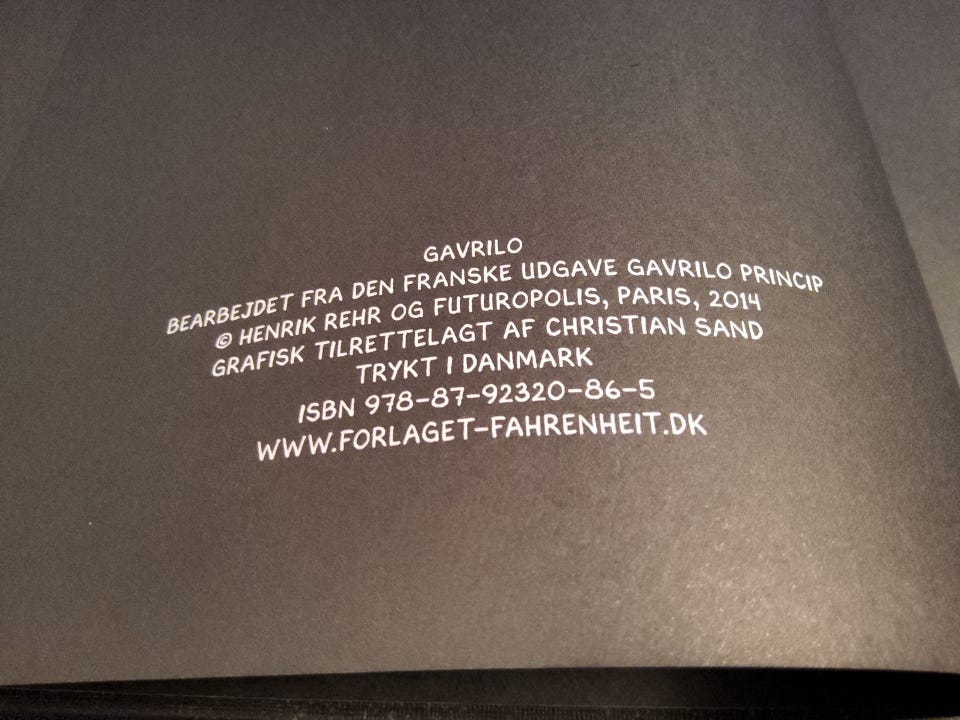 GAVRILO
BEARBEJDET FRA DEN FRANSKE UDGAVE GAVRILO PRINCIP
© HENRIK REHR OG FUTUROPOLIS, PARIS, 2014
GRAFISK TILRETTELAGT AF CHRISTIAN SAND
TRYKT I DANMARK
ISBN 978-87-92320-86-5
WWW.FORLAGET-FAHRENHEIT.DK